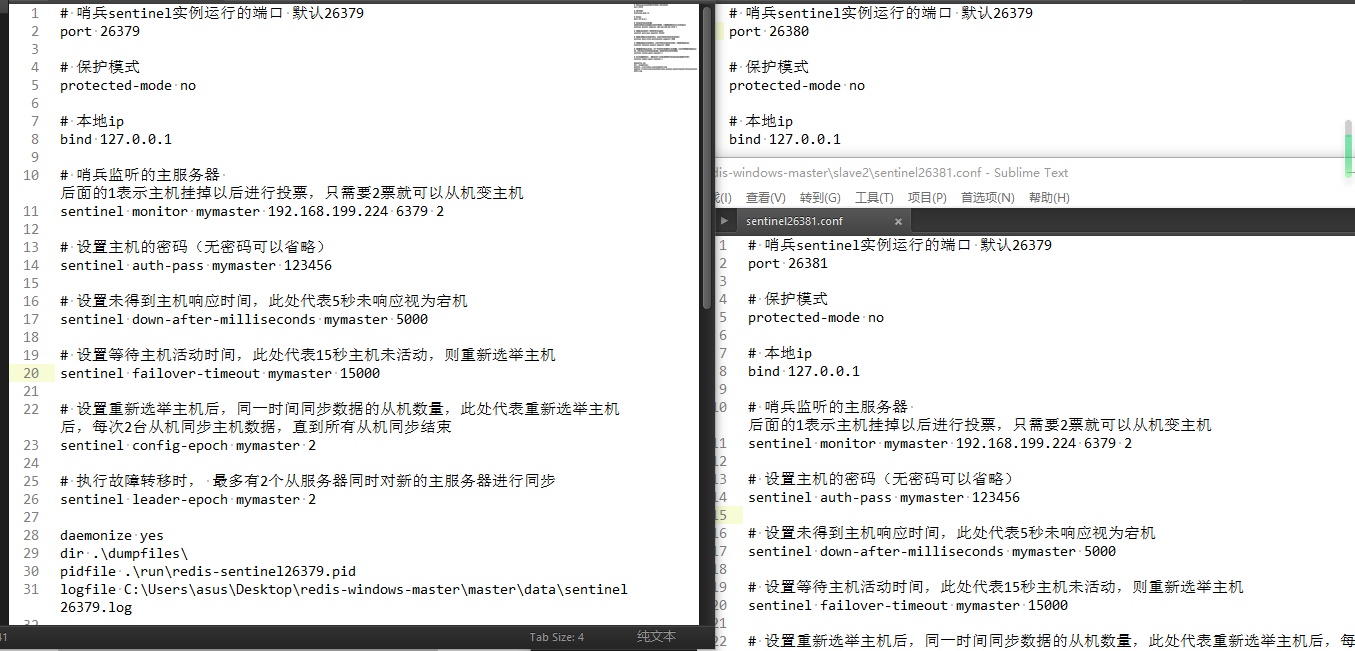 1 # 哨兵sentinel实例运行的端口 默认26379
2 port 26379
3
4 # 保护模式
5 protected-mode no
6
7 # 本地ip
8 bind 127.0.0.1
9
10 # 哨兵监听的主服务器
后面的1表示主机挂掉以后进行投票，只需要2票就可以从机变主机
11 sentinel monitor mymaster 192.168.199.224 6379 2
12
13 # 设置主机的密码（无密码可以省略）
14 sentinel auth-pass mymaster 123456
15
16 # 设置未得到主机响应时间，此处代表5秒未响应视为宕机
17 sentinel down-after-milliseconds mymaster 5000
18
19 # 设置等待主机活动时间，此处代表15秒主机未活动，则重新选举主机
20 sentinel failover-timeout mymaster 15000
21
22 # 设置重新选举主机后，同一时间同步数据的从机数量，此处代表重新选举主机
后，每次2台从机同步主机数据，直到所有从机同步结束
23 sentinel config-epoch mymaster 2
24
25 # 执行故障转移时， 最多有2个从服务器同时对新的主服务器进行同步
26 sentinel leader-epoch mymaster 2
27
28 daemonize yes
29 dir .\dumpfiles\
30 pidfile .\run\redis-sentinel26379.pid
31 logfile C:\Users\asus\Desktop\redis-windows-master\master\data\sentinel
26379.log
Tab Size: 4 纯文本
# 哨兵sentinel实例运行的端口 默认26379
port 26380
# 保护模式
protected-mode no
# 本地ip
bind 127.0.0.1
dis-windows-master\slave2\sentinel26381.conf - Sublime Text
找(I) 查看(V) 转到(G) 工具(T) 项目(P) 首选项(N) 帮助(H)
sentinel26381.conf ×
1 # 哨兵sentinel实例运行的端口 默认26379
2 port 26381
3
4 # 保护模式
5 protected-mode no
6
7 # 本地ip
8 bind 127.0.0.1
9
10 # 哨兵监听的主服务器
后面的1表示主机挂掉以后进行投票，只需要2票就可以从机变主机
11 sentinel monitor mymaster 192.168.199.224 6379 2
12
13 # 设置主机的密码（无密码可以省略）
14 sentinel auth-pass mymaster 123456
15
16 # 设置未得到主机响应时间，此处代表5秒未响应视为宕机
17 sentinel down-after-milliseconds mymaster 5000
18
19 # 设置等待主机活动时间，此处代表15秒主机未活动，则重新选举主机
20 sentinel failover-timeout mymaster 15000
21
22 # 设置重新选举主机后，同一时间同步数据的从机数量，此处代表重新选举主机后，每